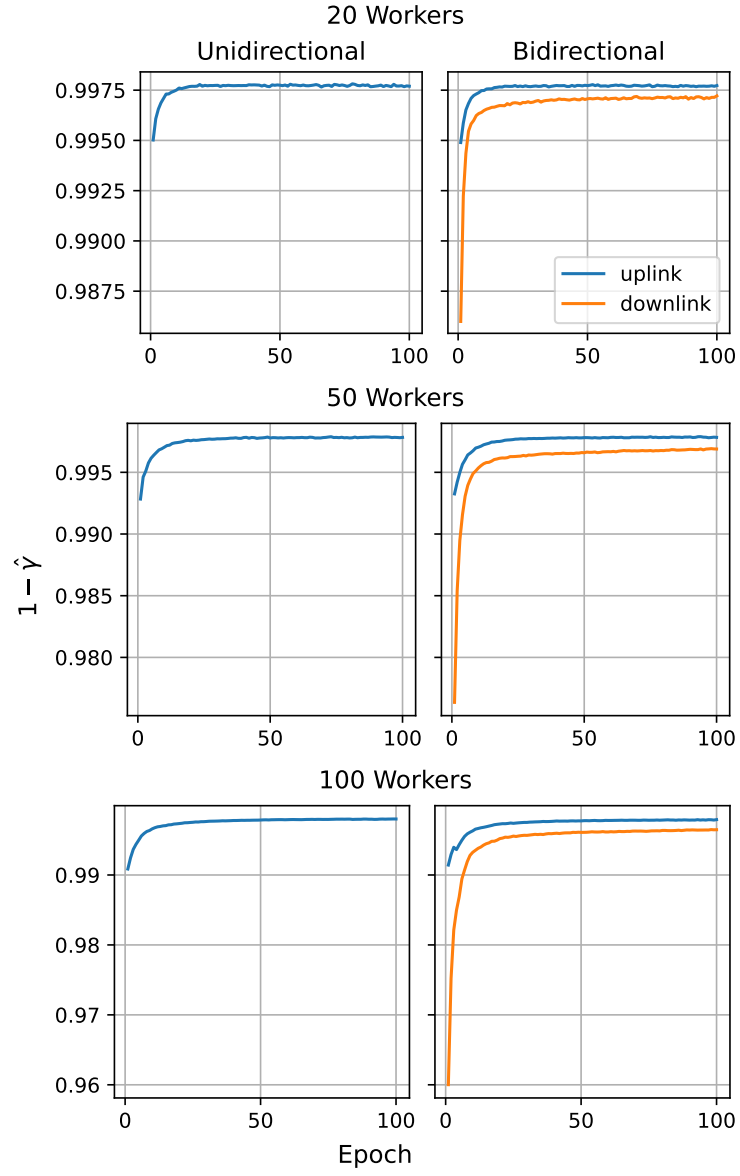 20 Workers
Unidirectional Bidirectional
0.9975
0.9950
0.9925
0.9900
0.9875
uplink
downlink
0 50 100 0 50 100
50 Workers
0.995
0.990
0.985
0.980
0 50 100 0 50 100
1 − γ̂
100 Workers
0.99
0.98
0.97
0.96
0 50 100 0 50 100
Epoch